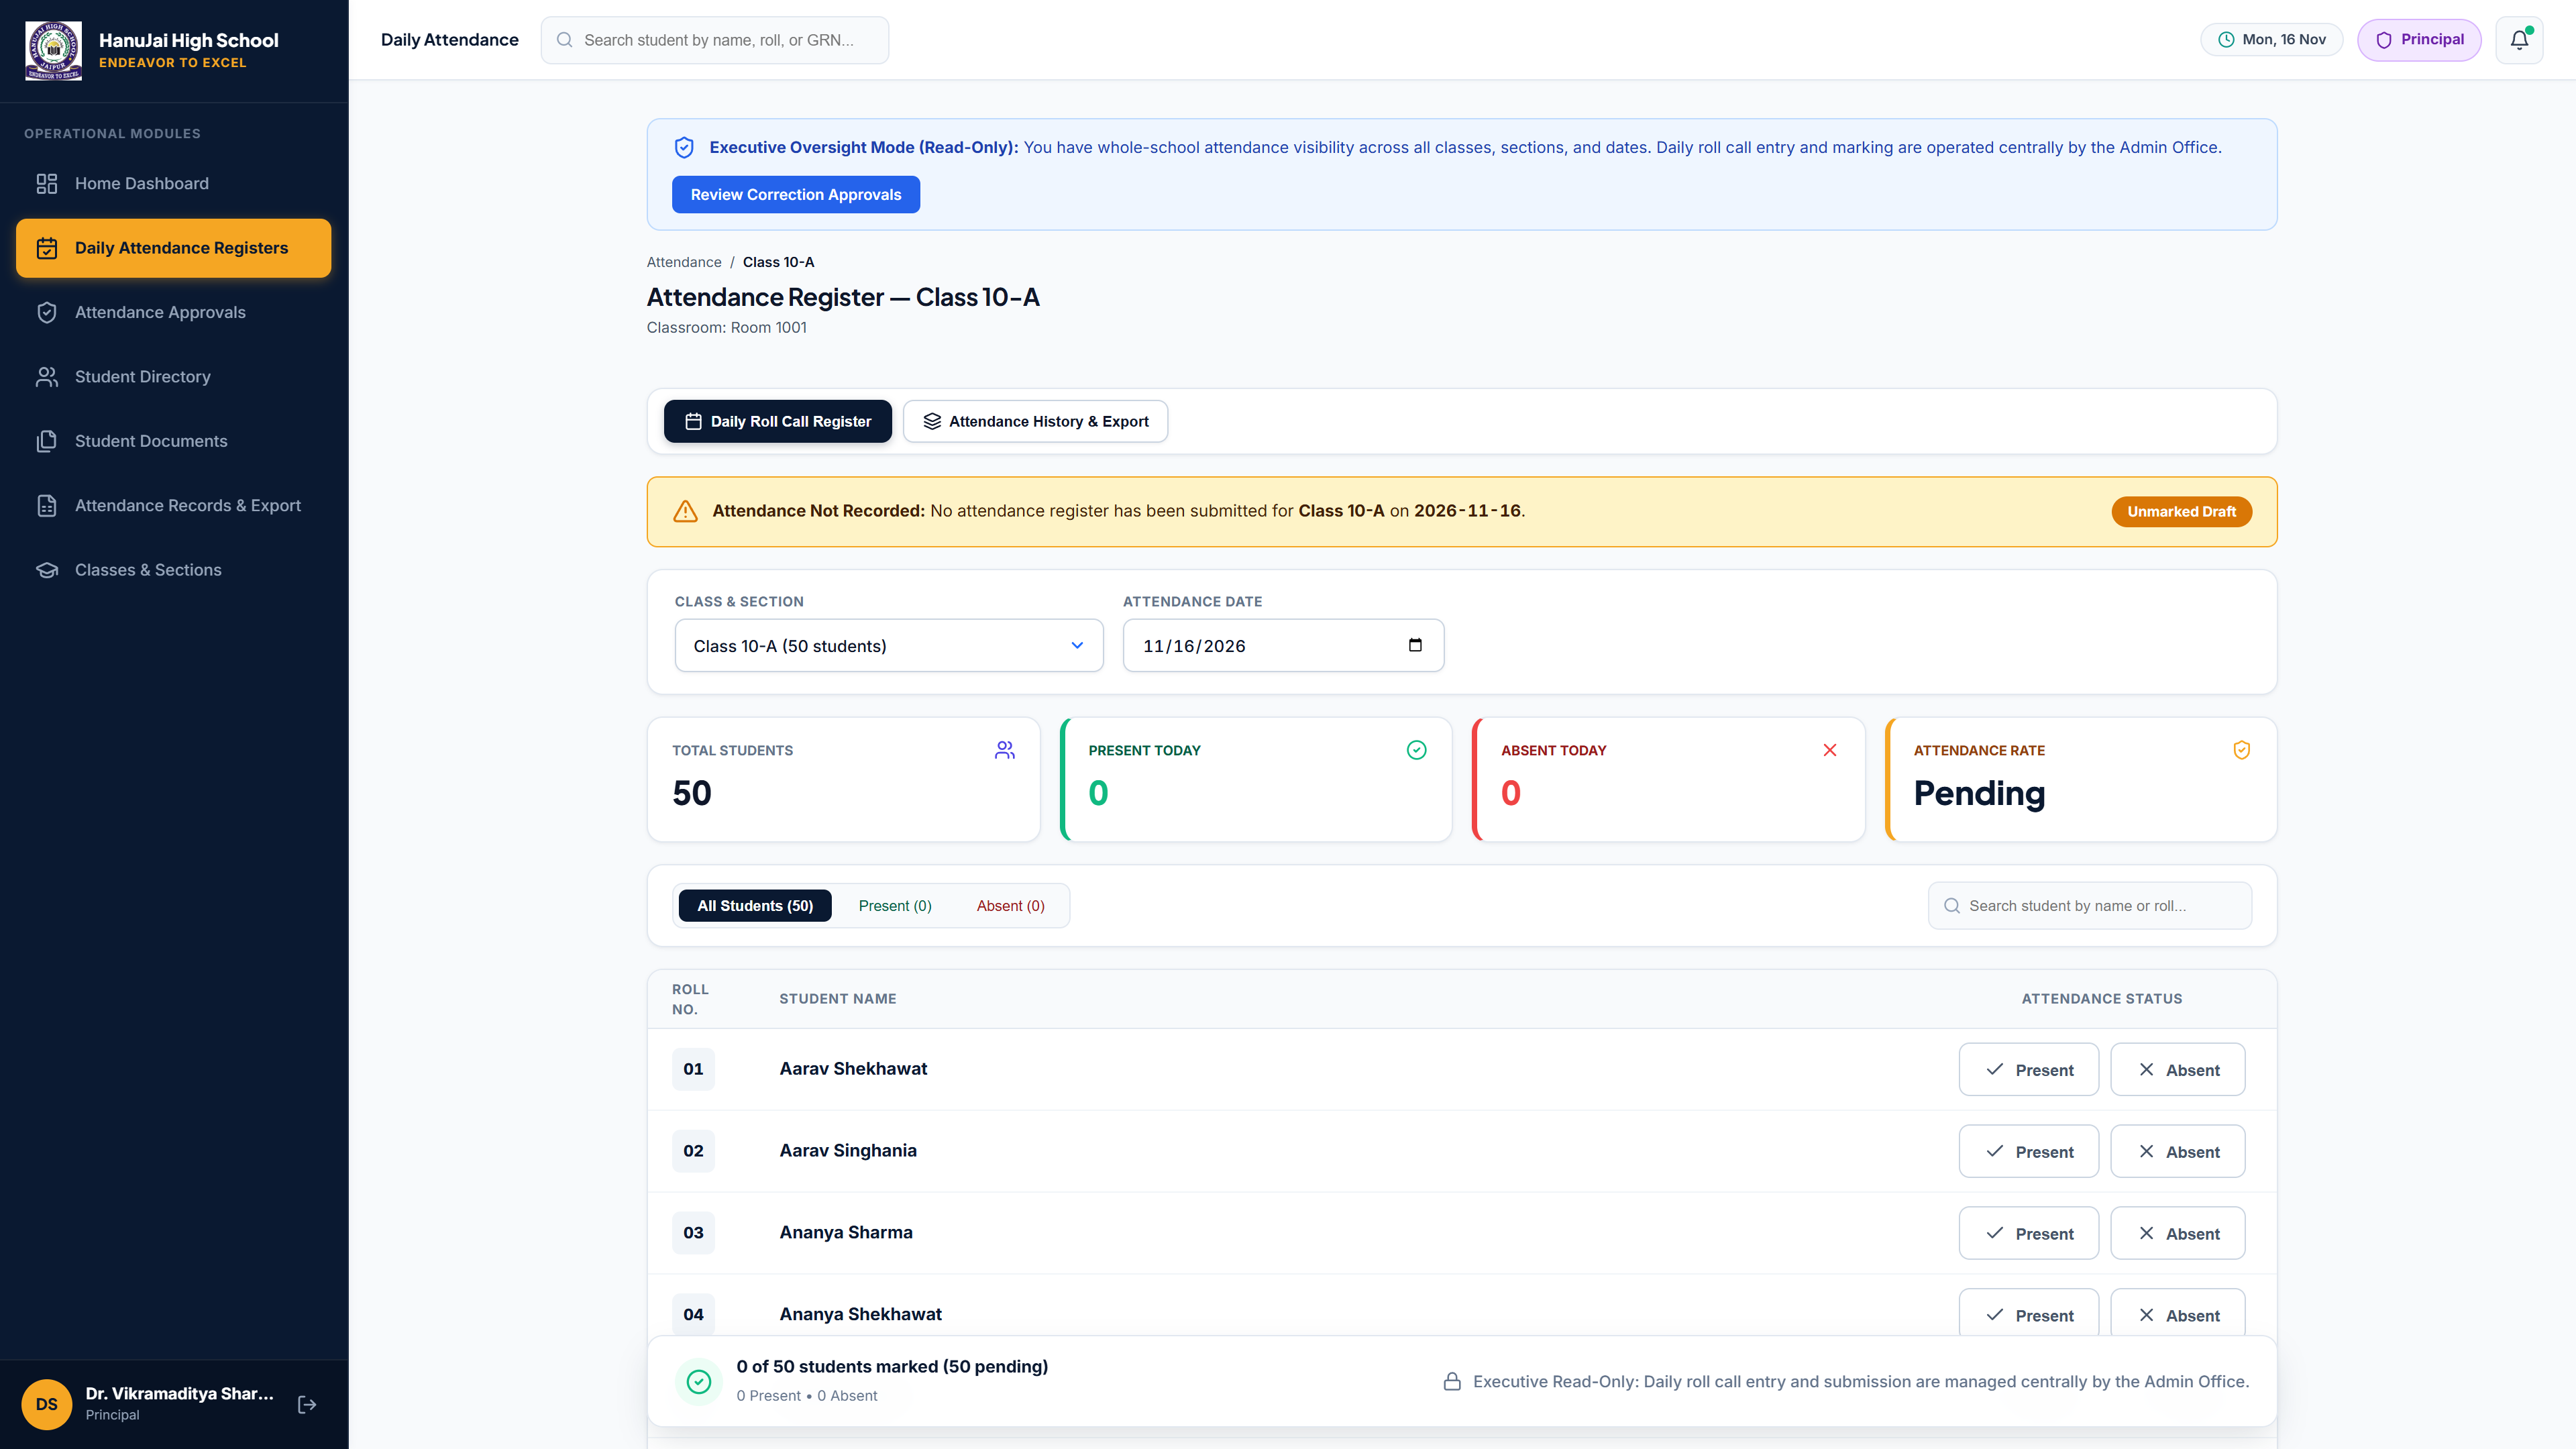 HanuJai High School
ENDEAVOR TO EXCEL
OPERATIONAL MODULES
Home Dashboard
Daily Attendance Registers
Attendance Approvals
Student Directory
Student Documents
Attendance Records & Export
Classes & Sections
DS
Dr. Vikramaditya Shar...
Principal
Daily Attendance
Search student by name, roll, or GRN...
Mon, 16 Nov
Principal
Executive Oversight Mode (Read-Only): You have whole-school attendance visibility across all classes, sections, and dates. Daily roll call entry and marking are operated centrally by the Admin Office.
Review Correction Approvals
Attendance / Class 10-A
Attendance Register — Class 10-A
Classroom: Room 1001
Daily Roll Call Register
Attendance History & Export
Attendance Not Recorded: No attendance register has been submitted for Class 10-A on 2026-11-16.
Unmarked Draft
CLASS & SECTION
Class 10-A (50 students)
ATTENDANCE DATE
11/16/2026
TOTAL STUDENTS
50
PRESENT TODAY
0
ABSENT TODAY
0
ATTENDANCE RATE
Pending
All Students (50)
Present (0)
Absent (0)
Search student by name or roll...
ROLL NO.
STUDENT NAME
ATTENDANCE STATUS
01 Aarav Shekhawat Present Absent
02 Aarav Singhania Present Absent
03 Ananya Sharma Present Absent
04 Ananya Shekhawat Present Absent
0 of 50 students marked (50 pending)
0 Present • 0 Absent
Executive Read-Only: Daily roll call entry and submission are managed centrally by the Admin Office.